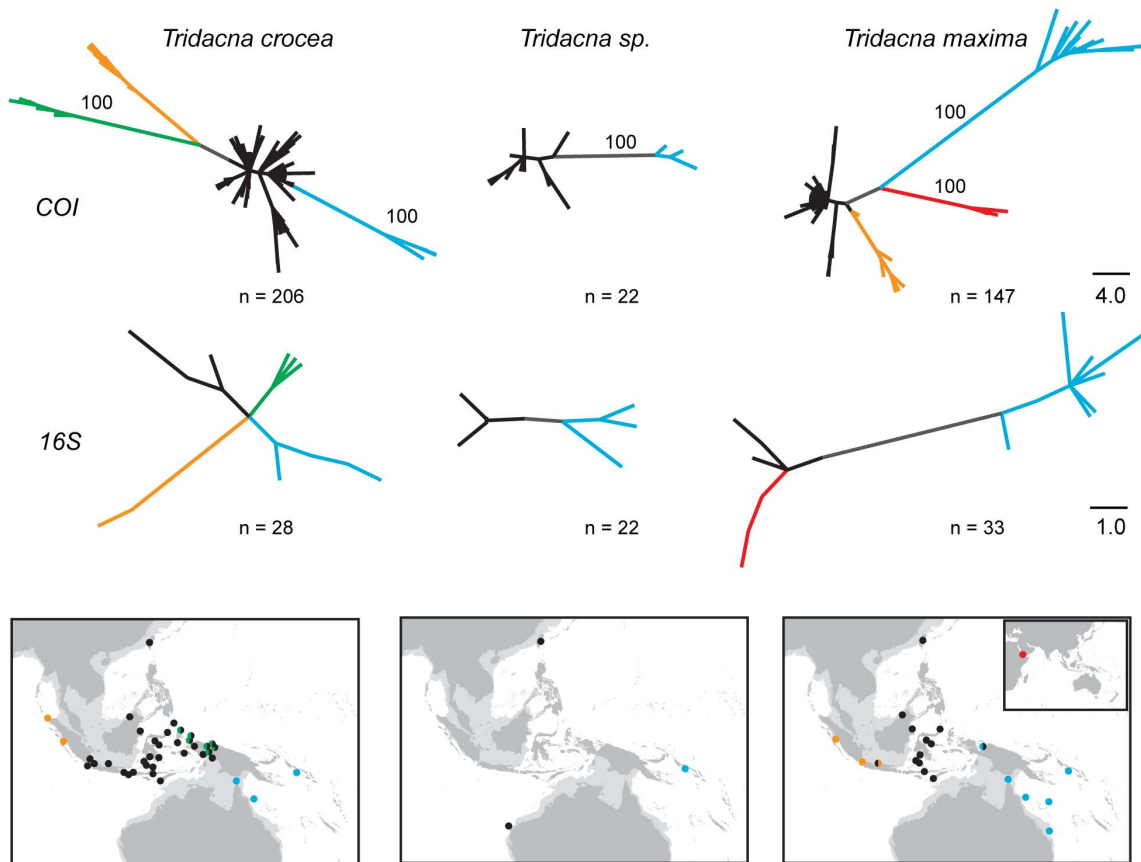 Tridacna crocea
Tridacna sp.
Tridacna maxima
100
100
100
100
100
COI
n = 206
n = 22
n = 147
4.0
16S
n = 28
n = 22
n = 33
1.0